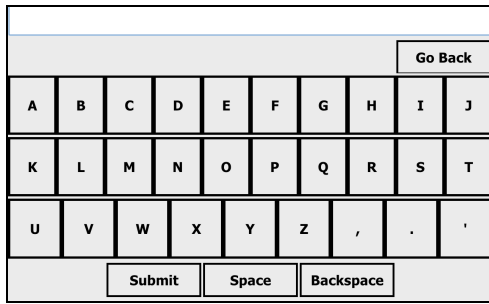 Go Back
A B C D E F G H I J
K L M N O P Q R S T
U V W X Y Z , . '
Submit Space Backspace